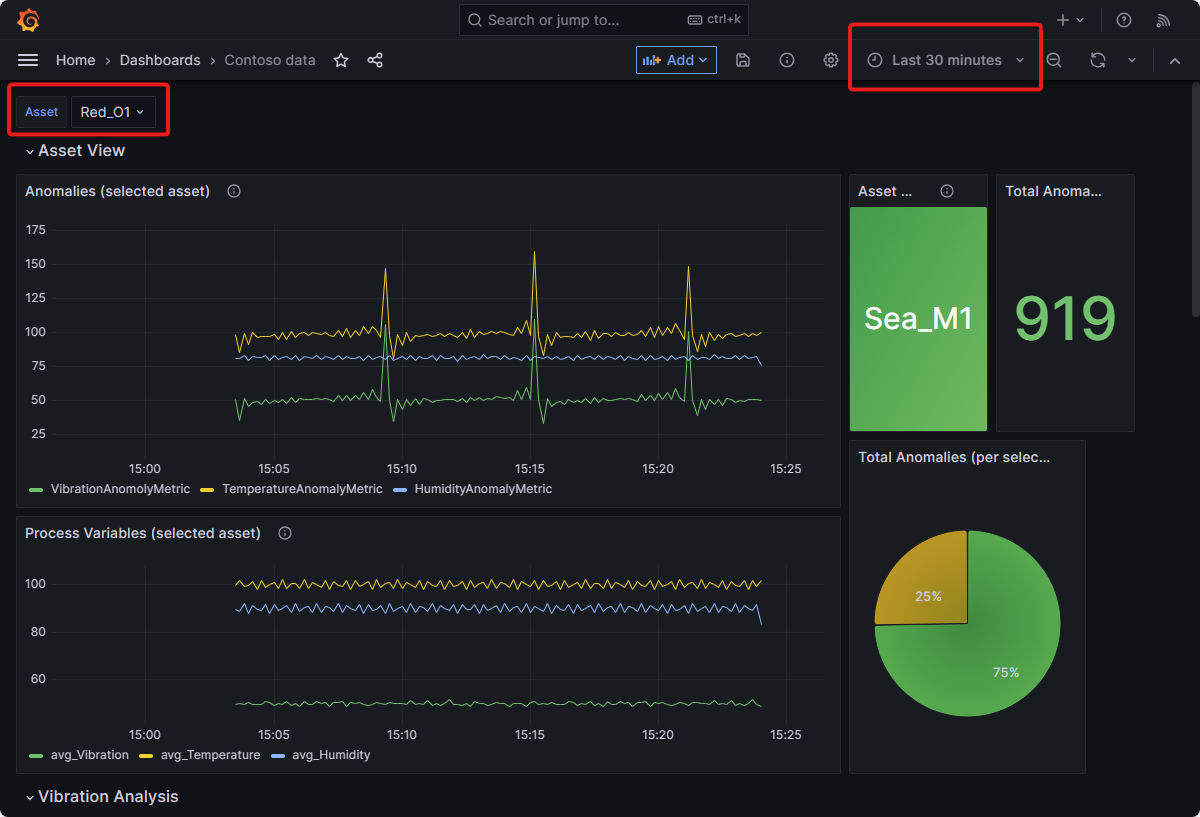 Search or jump to... ctrl+k
Home › Dashboards › Contoso data Add Last 30 minutes
Asset Red_O1
Asset View
Anomalies (selected asset)
175
150
125
100
75
50
25
15:00 15:05 15:10 15:15 15:20 15:25
VibrationAnomolyMetric TemperatureAnomalyMetric HumidityAnomalyMetric
Asset ...
Sea_M1
Total Anoma...
919
Process Variables (selected asset)
100
80
60
15:00 15:05 15:10 15:15 15:20 15:25
avg_Vibration avg_Temperature avg_Humidity
Total Anomalies (per selec...
25%
75%
Vibration Analysis